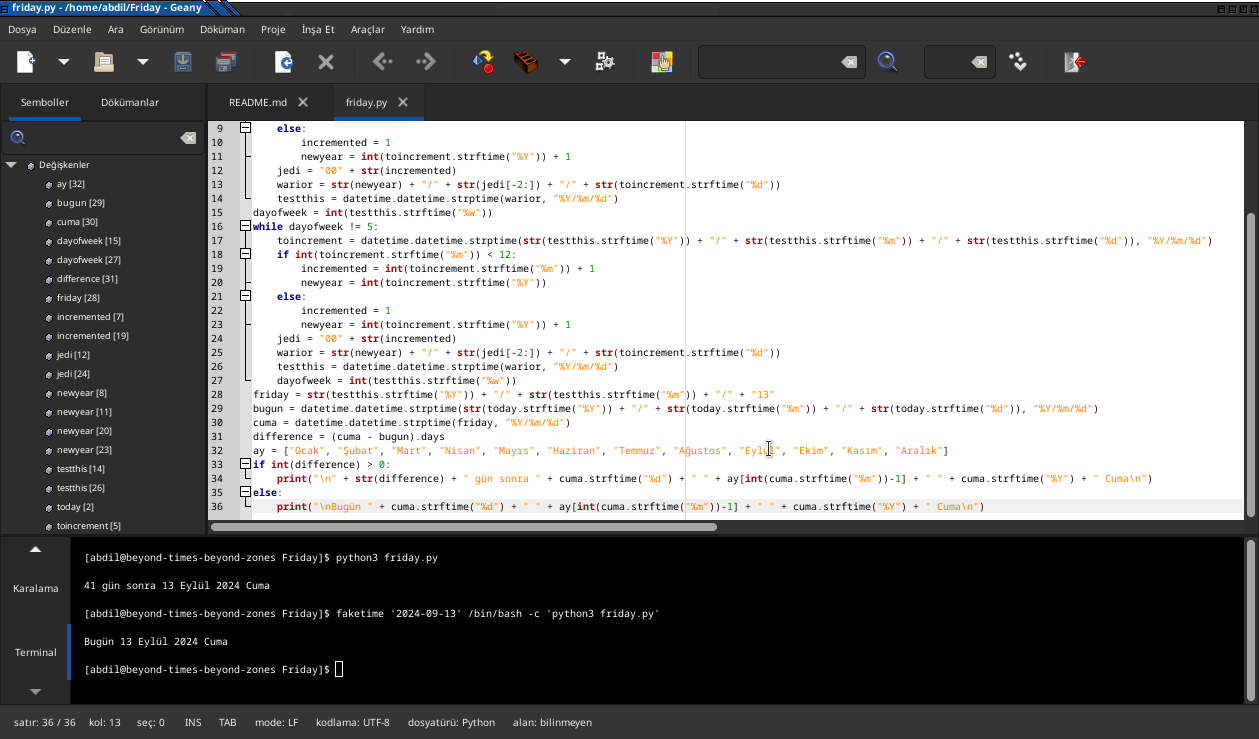 friday.py - /home/abdil/Friday - Geany
Dosya Düzenle Ara Görünüm Döküman Proje İnşa Et Araçlar Yardım
Semboller Dökümanlar README.md friday.py
Değişkenler
ay [32]
bugun [29]
cuma [30]
dayofweek [15]
dayofweek [27]
difference [31]
friday [28]
incremented [7]
incremented [19]
jedi [12]
jedi [24]
newyear [8]
newyear [11]
newyear [20]
newyear [23]
testthis [14]
testthis [26]
today [2]
toincrement [5]
9 else:
10 incremented = 1
11 newyear = int(toincrement.strftime("%Y")) + 1
12 jedi = "00" + str(incremented)
13 warior = str(newyear) + "/" + str(jedi[-2:]) + "/" + str(toincrement.strftime("%d"))
14 testthis = datetime.datetime.strptime(warior, "%Y/%m/%d")
15 dayofweek = int(testthis.strftime("%w"))
16 while dayofweek != 5:
17 toincrement = datetime.datetime.strptime(str(testthis.strftime("%Y")) + "/" + str(testthis.strftime("%m")) + "/" + str(testthis.strftime("%d")), "%Y/%m/%d")
18 if int(toincrement.strftime("%m")) < 12:
19 incremented = int(toincrement.strftime("%m")) + 1
20 newyear = int(toincrement.strftime("%Y"))
21 else:
22 incremented = 1
23 newyear = int(toincrement.strftime("%Y")) + 1
24 jedi = "00" + str(incremented)
25 warior = str(newyear) + "/" + str(jedi[-2:]) + "/" + str(toincrement.strftime("%d"))
26 testthis = datetime.datetime.strptime(warior, "%Y/%m/%d")
27 dayofweek = int(testthis.strftime("%w"))
28 friday = str(testthis.strftime("%Y")) + "/" + str(testthis.strftime("%m")) + "/" + "13"
29 bugun = datetime.datetime.strptime(str(today.strftime("%Y")) + "/" + str(today.strftime("%m")) + "/" + str(today.strftime("%d")), "%Y/%m/%d")
30 cuma = datetime.datetime.strptime(friday, "%Y/%m/%d")
31 difference = (cuma - bugun).days
32 ay = ["Ocak", "Şubat", "Mart", "Nisan", "Mayıs", "Haziran", "Temmuz", "Ağustos", "Eylül", "Ekim", "Kasım", "Aralık"]
33 if int(difference) > 0:
34 print("\n" + str(difference) + " gün sonra " + cuma.strftime("%d") + " " + ay[int(cuma.strftime("%m"))-1] + " " + cuma.strftime("%Y") + " Cuma\n")
35 else:
36 print("\nBugün " + cuma.strftime("%d") + " " + ay[int(cuma.strftime("%m"))-1] + " " + cuma.strftime("%Y") + " Cuma\n")
Karalama
Terminal
[abdil@beyond-times-beyond-zones Friday]$ python3 friday.py
41 gün sonra 13 Eylül 2024 Cuma
[abdil@beyond-times-beyond-zones Friday]$ faketime '2024-09-13' /bin/bash -c 'python3 friday.py'
Bugün 13 Eylül 2024 Cuma
[abdil@beyond-times-beyond-zones Friday]$
satır: 36 / 36 kol: 13 seç: 0 INS TAB mode: LF kodlama: UTF-8 dosyatürü: Python alan: bilinmeyen